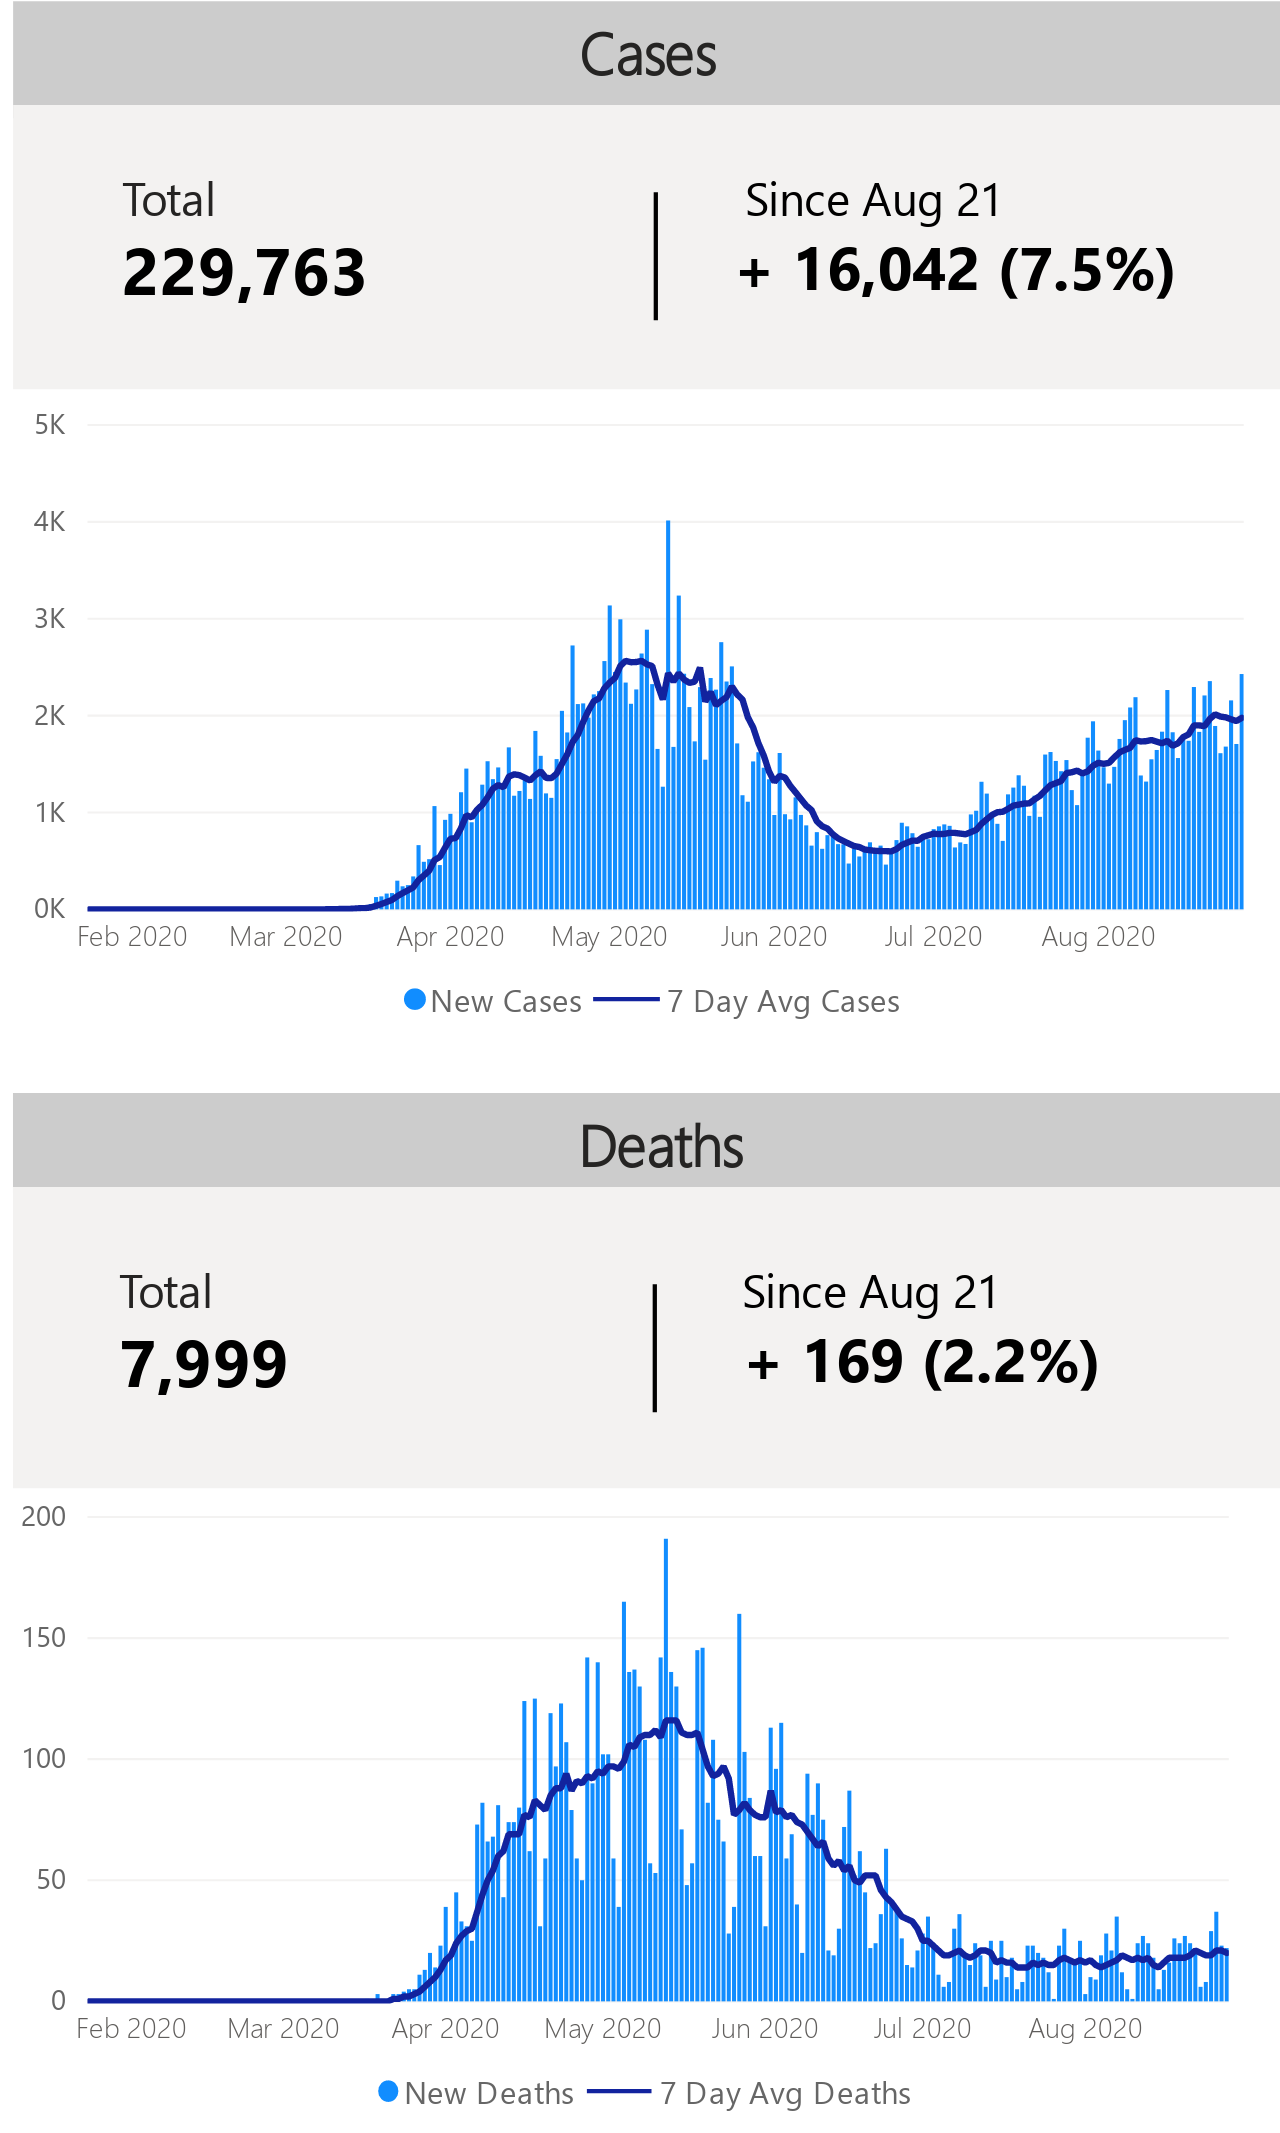 Cases
Total
Since Aug 21
229,763
+ 16,042 (7.5%)
5K
4K
3K
2K
1K
0K
Feb 2020 Mar 2020 Apr 2020 May 2020 Jun 2020 Jul 2020 Aug 2020
New Cases 7 Day Avg Cases
Deaths
Total
Since Aug 21
7,999
+ 169 (2.2%)
200
150
100
50
0
Feb 2020 Mar 2020 Apr 2020 May 2020 Jun 2020 Jul 2020 Aug 2020
New Deaths 7 Day Avg Deaths